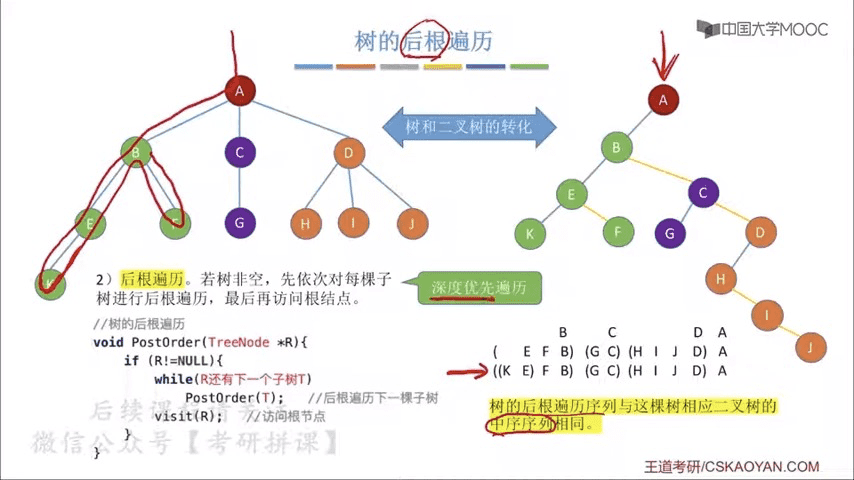 树的后根遍历
中国大学MOOC
A
A
树和二叉树的转化
B
C
D
B
E
C
E
F
G
H
I
J
K
F
G
D
K
H
I
J
2）后根遍历。若树非空，先依次对每棵子
树进行后根遍历，最后再访问根结点。
深度优先遍历
//树的后根遍历
void PostOrder(TreeNode *R){
if (R!=NULL){
while(R还有下一个子树T)
PostOrder(T); //后根遍历下一棵子树
visit(R); //访问根节点
}
}
B C D A
( E F B) (G C) (H I J D) A
((K E) F B) (G C) (H I J D) A
树的后根遍历序列与这棵树相应二叉树的
中序序列相同。
微信公众号【考研拼课】
王道考研/CSKAOYAN.COM